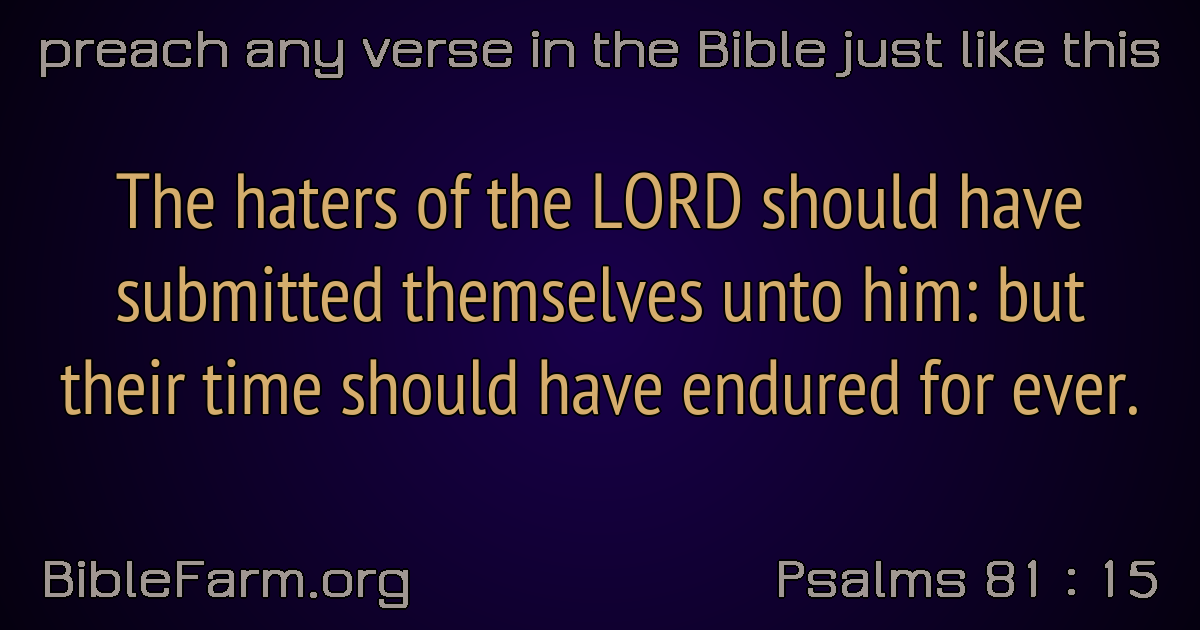 preach any verse in the Bible just like this
The haters of the LORD should have
submitted themselves unto him: but
their time should have endured for ever.
BibleFarm.org
Psalms 81 : 15